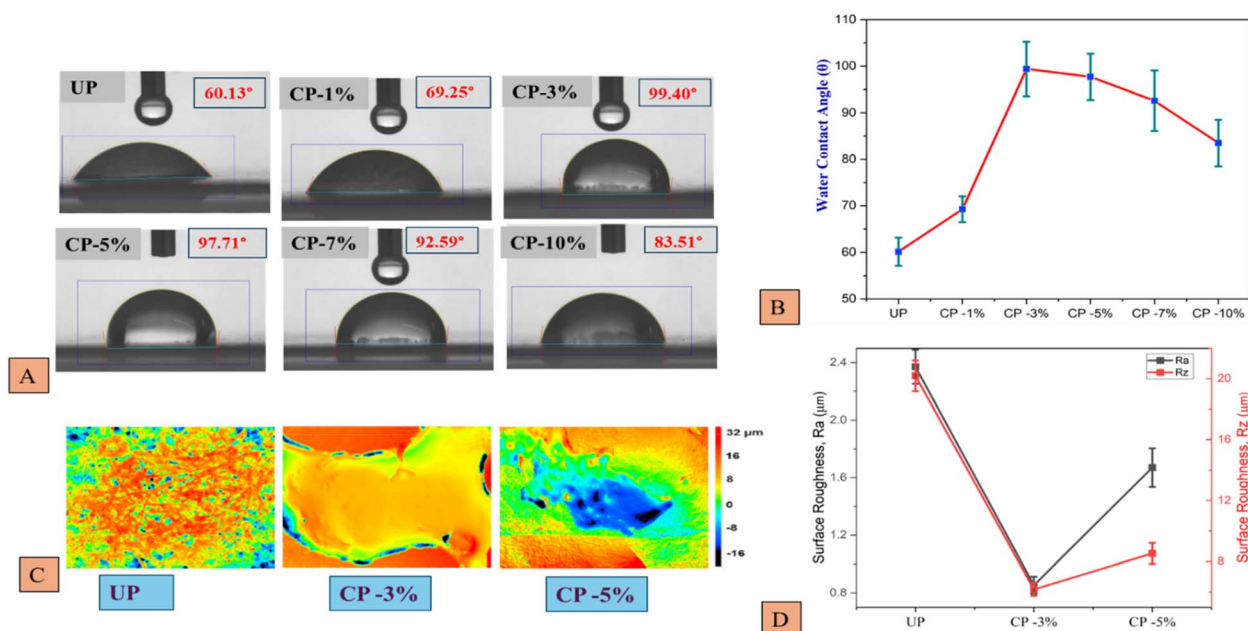 UP
60.13°
CP-1%
69.25°
CP-3%
99.40°
CP-5%
97.71°
CP-7%
92.59°
CP-10%
83.51°
A
110
100
90
80
70
60
50
Water Contact Angle (θ)
UP
CP -1%
CP -3%
CP -5%
CP -7%
CP -10%
B
32 µm
16
8
0
-8
-16
C
UP
CP -3%
CP -5%
2.4
2.0
1.6
1.2
0.8
Surface Roughness, Ra (µm)
Ra
Rz
20
16
12
8
Surface Roughness, Rz (µm)
UP
CP -3%
CP -5%
D